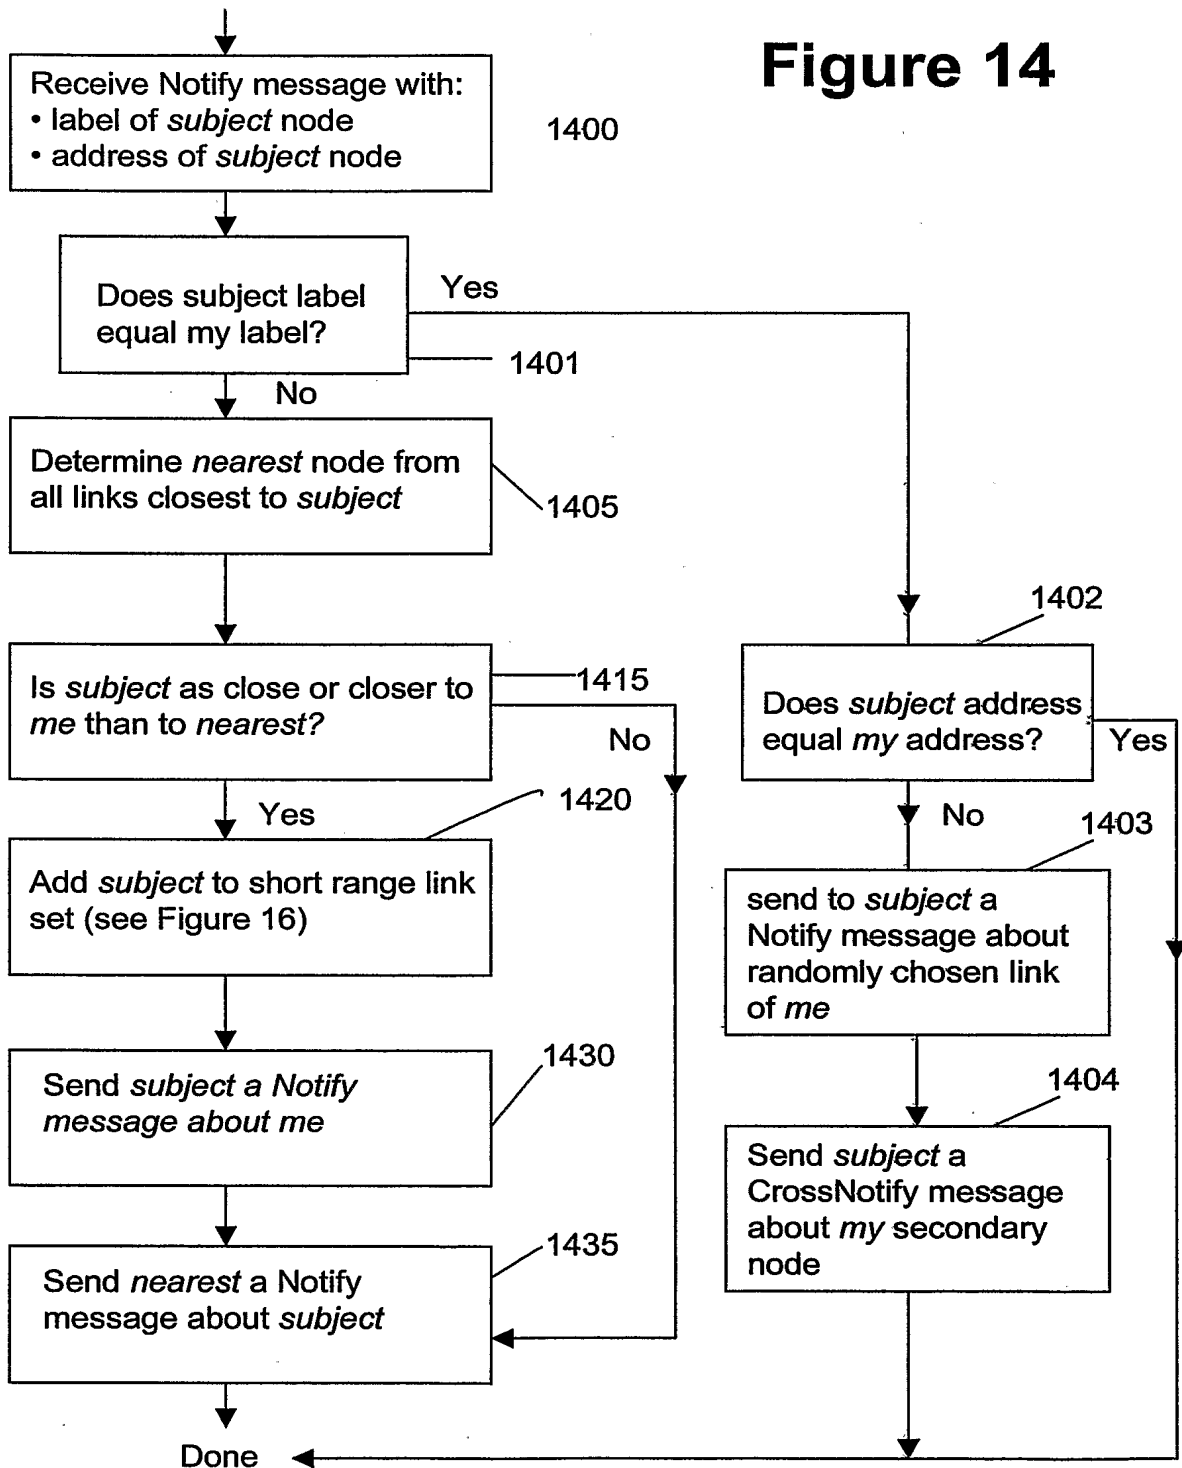 Figure 14
Receive Notify message with:
• label of subject node
• address of subject node
1400
Does subject label
equal my label?
Yes
1401
No
Determine nearest node from
all links closest to subject
1405
1402
Is subject as close or closer to
me than to nearest?
1415
No
Does subject address
equal my address?
Yes
Yes
1420
No
1403
Add subject to short range link
set (see Figure 16)
send to subject a
Notify message about
randomly chosen link
of me
1430
Send subject a Notify
message about me
1404
Send subject a
CrossNotify message
about my secondary
node
1435
Send nearest a Notify
message about subject
Done